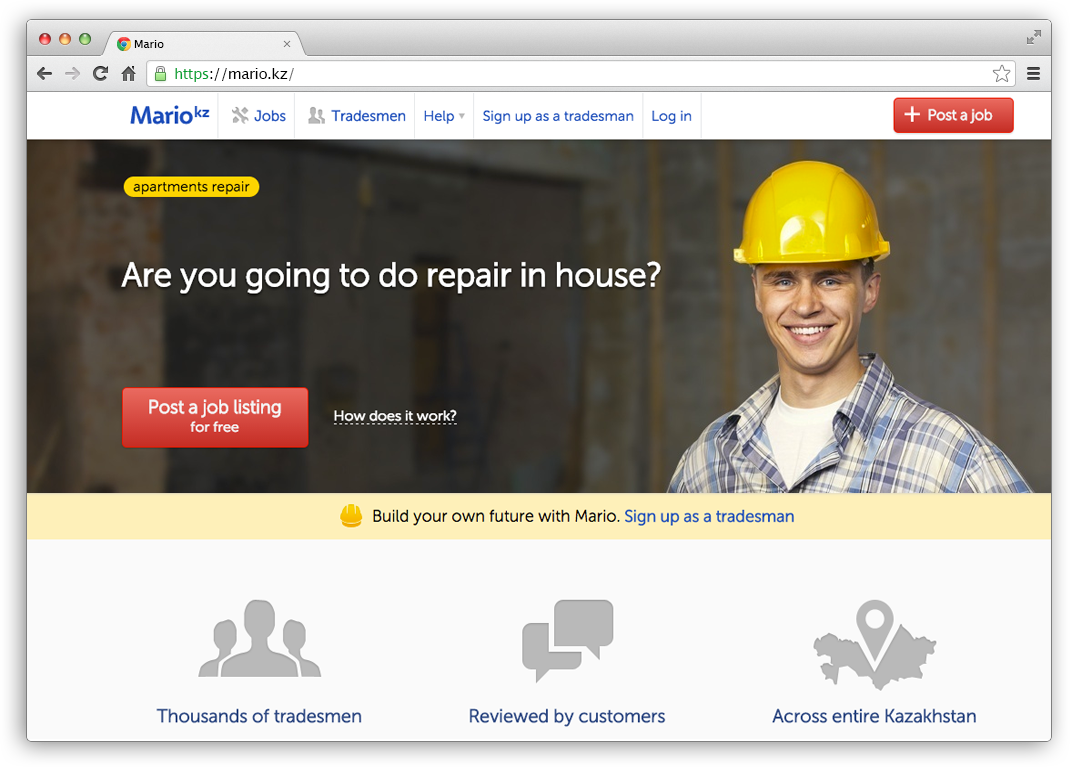 Mario
https://mario.kz/
Mariokz Jobs Tradesmen Help Sign up as a tradesman Log in Post a job
apartments repair
Are you going to do repair in house?
Post a job listing
for free
How does it work?
Build your own future with Mario. Sign up as a tradesman
Thousands of tradesmen Reviewed by customers Across entire Kazakhstan